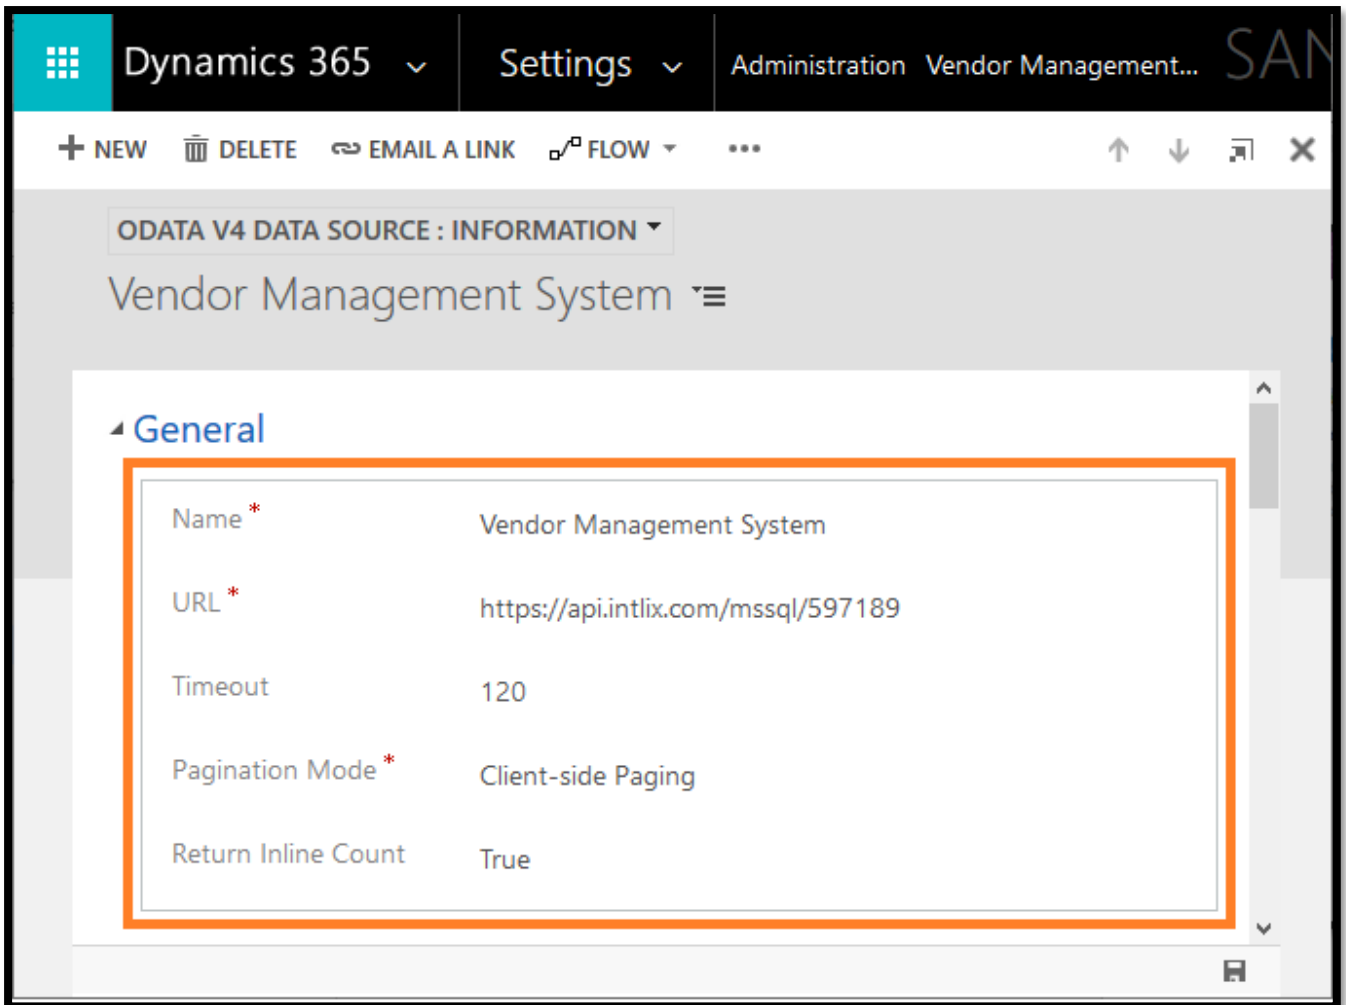 Dynamics 365 Settings Administration Vendor Management... SAN
+ NEW DELETE EMAIL A LINK FLOW ...
ODATA V4 DATA SOURCE : INFORMATION
Vendor Management System
General
Name * Vendor Management System
URL * https://api.intlix.com/mssql/597189
Timeout 120
Pagination Mode * Client-side Paging
Return Inline Count True